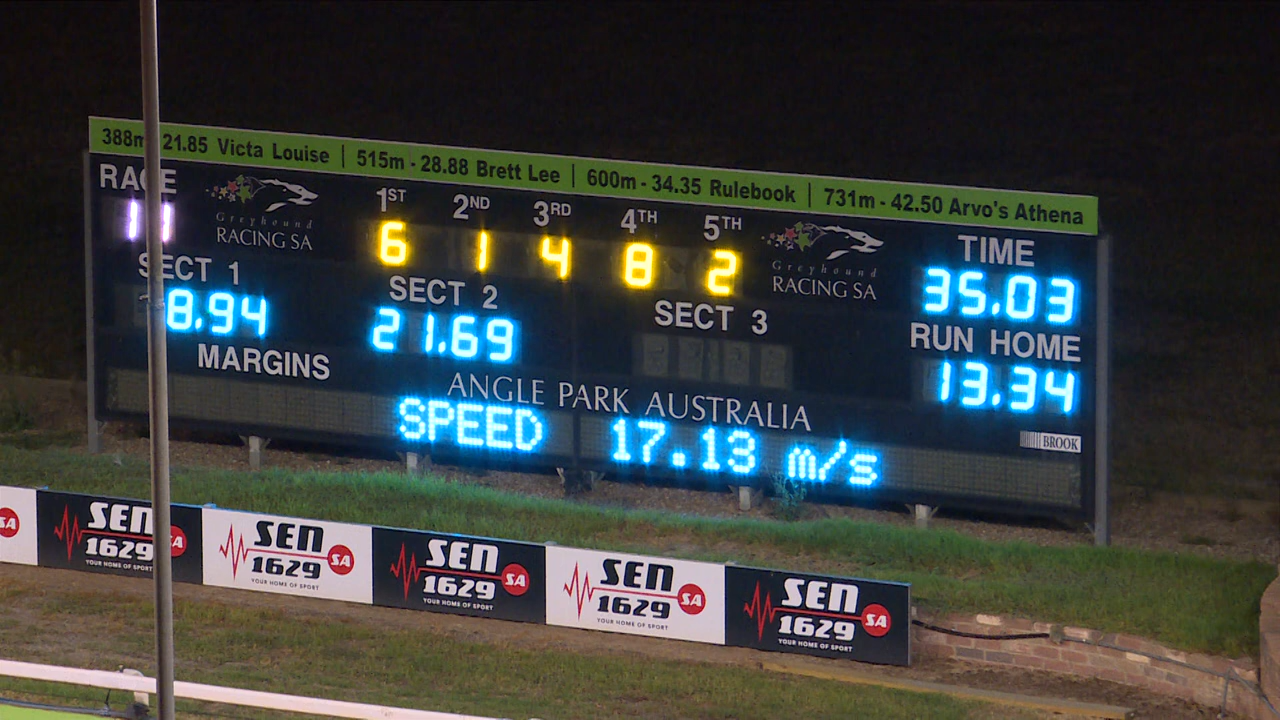 388m - 21.85 Victa Louise | 515m - 28.88 Brett Lee | 600m - 34.35 Rulebook | 731m - 42.50 Arvo's Athena
RACE
11
Greyhound
RACING SA
1ST 2ND 3RD 4TH 5TH
6 1 4 8 2
Greyhound
RACING SA
TIME
35.03
SECT 1
8.94
SECT 2
21.69
SECT 3
RUN HOME
13.34
MARGINS
ANGLE PARK AUSTRALIA
SPEED 17.13 m/s
BROOK
SA
SEN
1629 SA
YOUR HOME OF SPORT
SEN
1629 SA
YOUR HOME OF SPORT
SEN
1629 SA
YOUR HOME OF SPORT
SEN
1629 SA
YOUR HOME OF SPORT
SEN
1629 SA
YOUR HOME OF SPORT